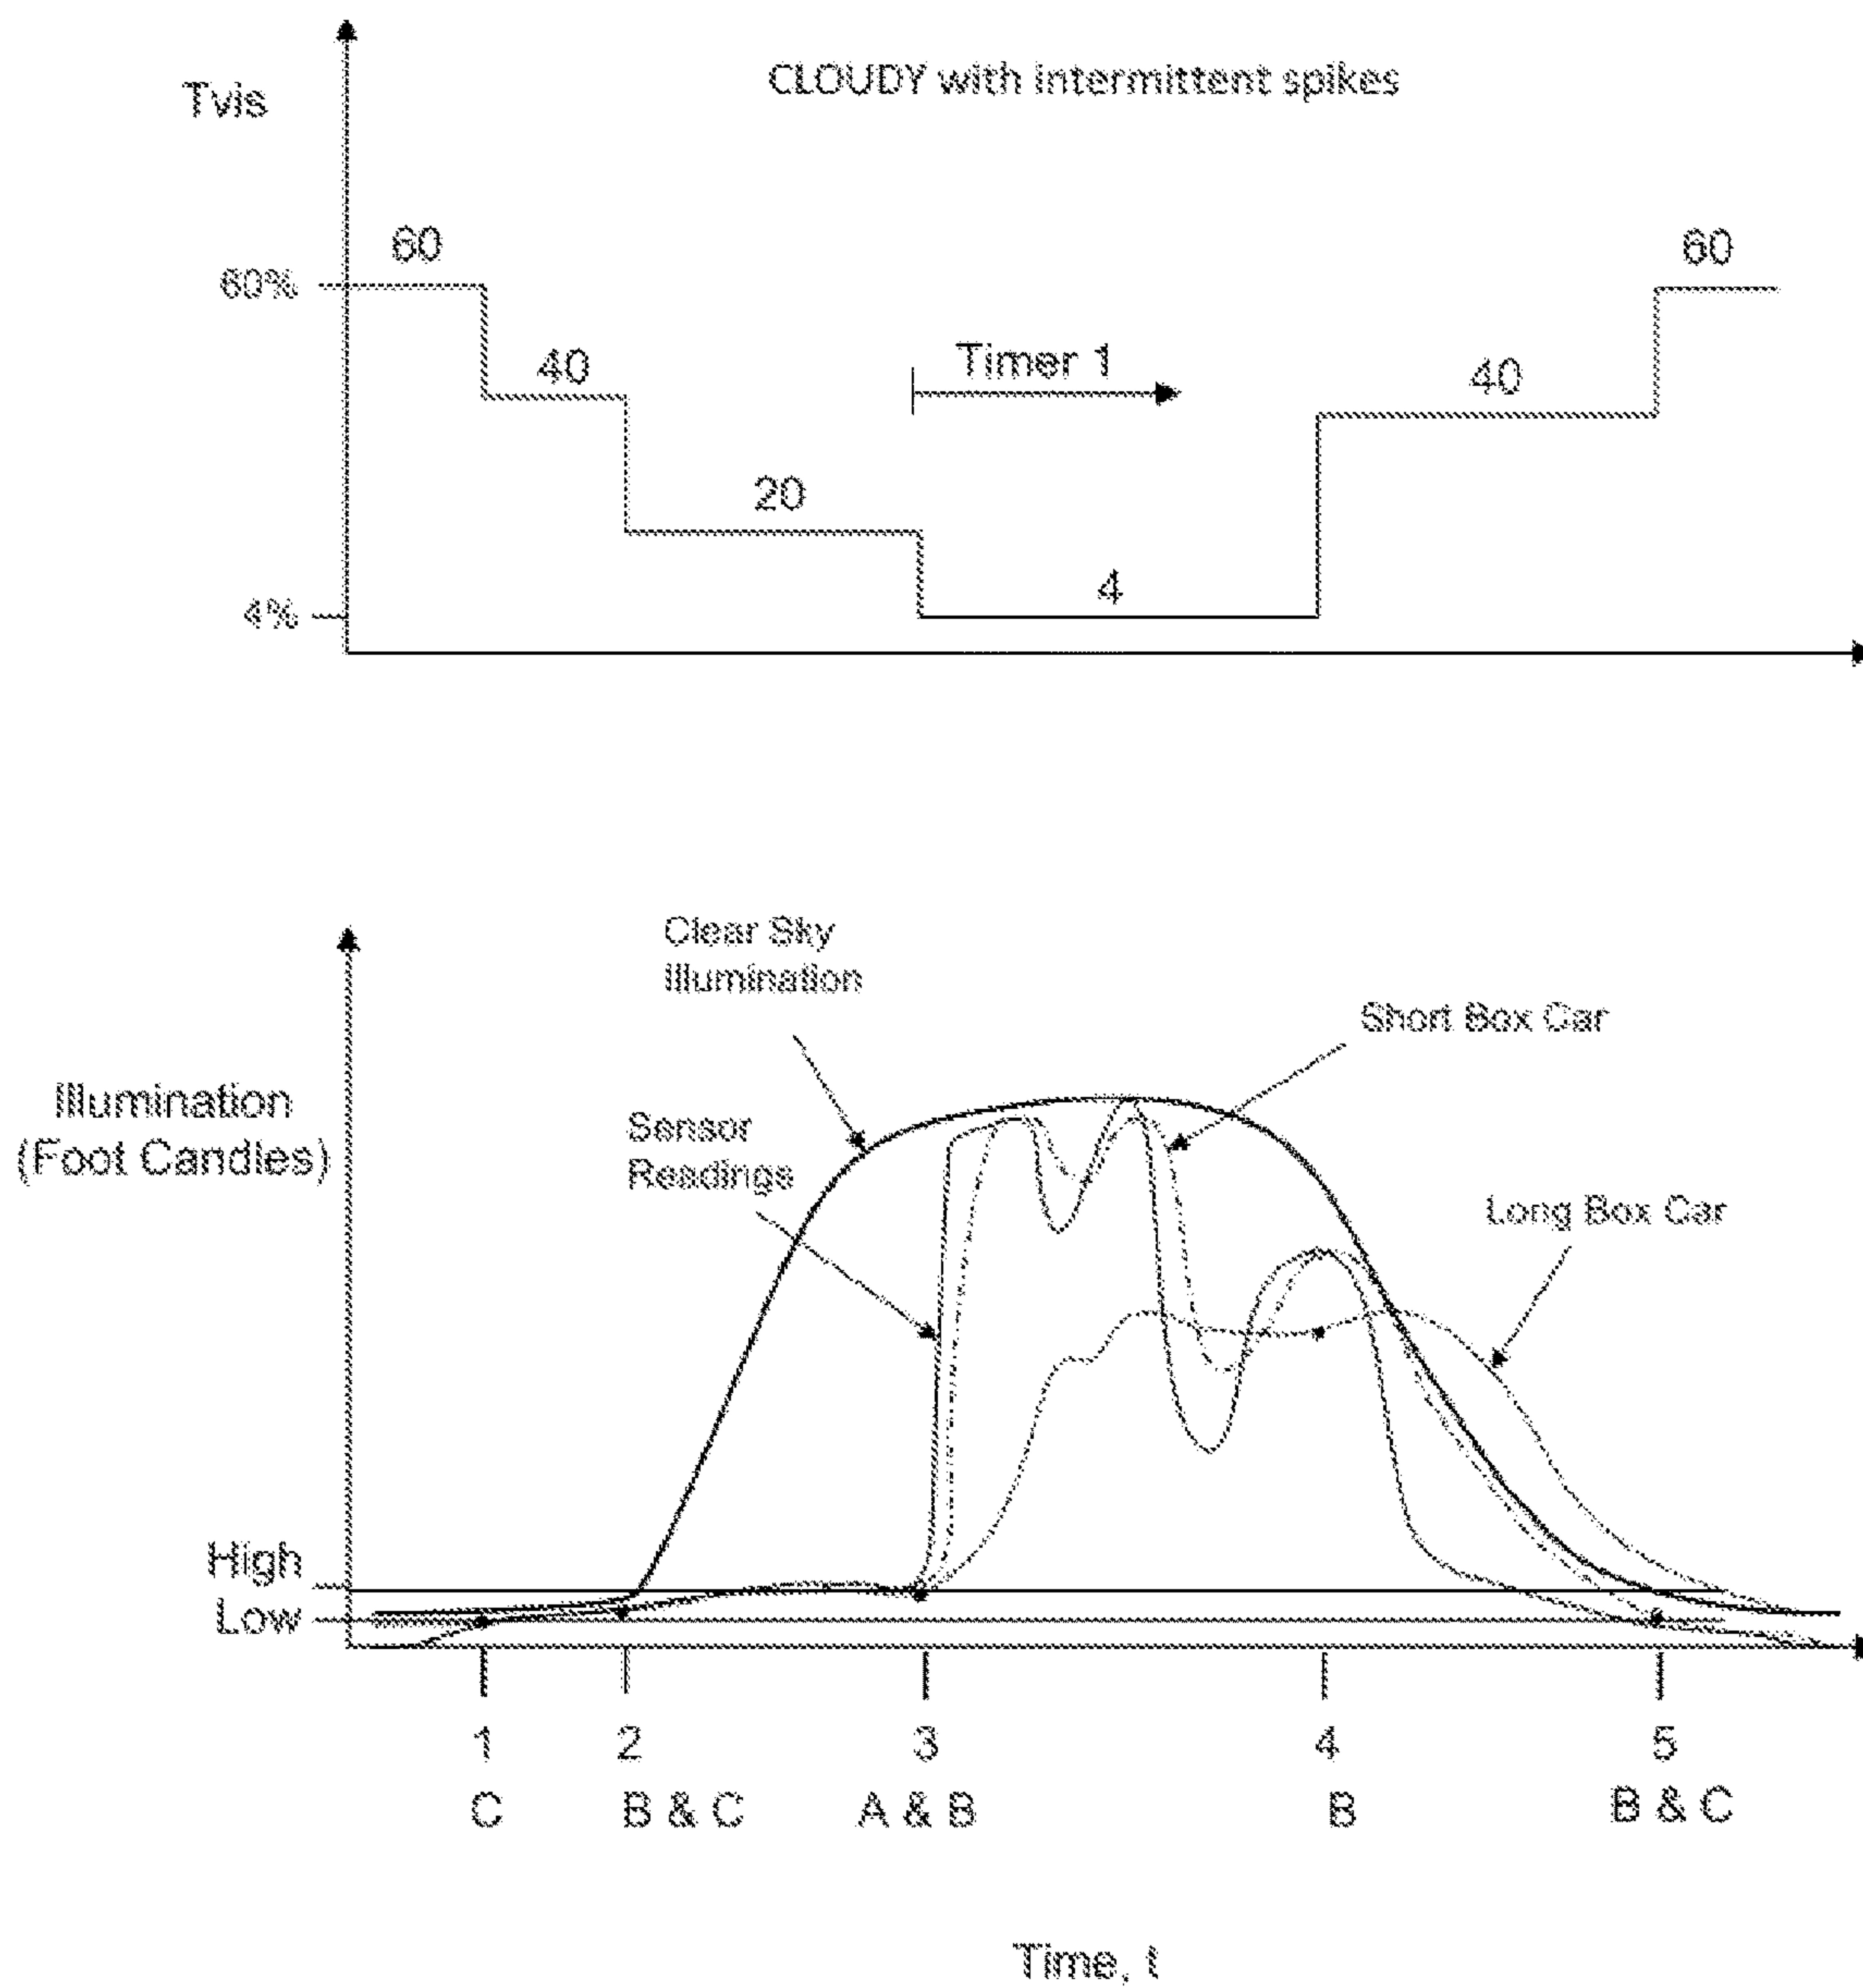 CLOUDY with intermittent spikes
Tvis
60
60
60%
Timer 1
40
40
20
4
4%
Clear Sky
Illumination
Short Box Car
Illumination
(Foot Candles)
Sensor
Readings
Long Box Car
High
Low
1
2
3
4
5
C
B & C
A & B
B
B & C
Time, t